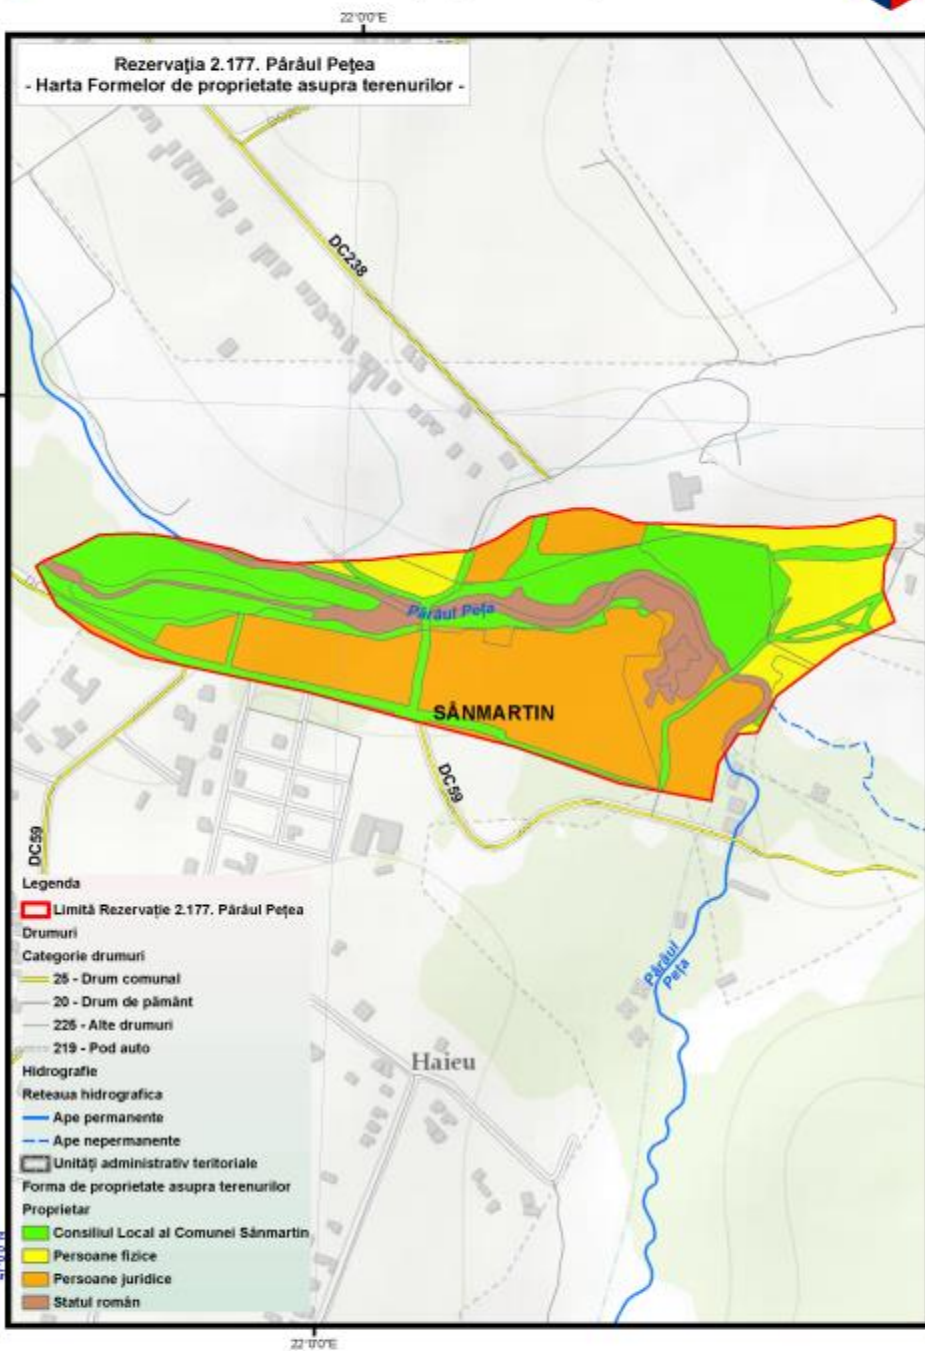 22°0'0"E
Rezervaţia 2.177. Pârâul Peţea
- Harta Formelor de proprietate asupra terenurilor -
DC238
Pârâul Peţa
SÂNMARTIN
DC59
DC59
Legenda
Limită Rezervaţie 2.177. Pârâul Peţea
Drumuri
Categorie drumuri
25 - Drum comunal
20 - Drum de pământ
225 - Alte drumuri
219 - Pod auto
Hidrografie
Reteaua hidrografica
Ape permanente
Ape nepermanente
Unităţi administrativ teritoriale
Forma de proprietate asupra terenurilor
Proprietar
Consiliul Local al Comunei Sânmartin
Persoane fizice
Persoane juridice
Statul român
Pârâul
Peţa
Haieu
22°0'0"E